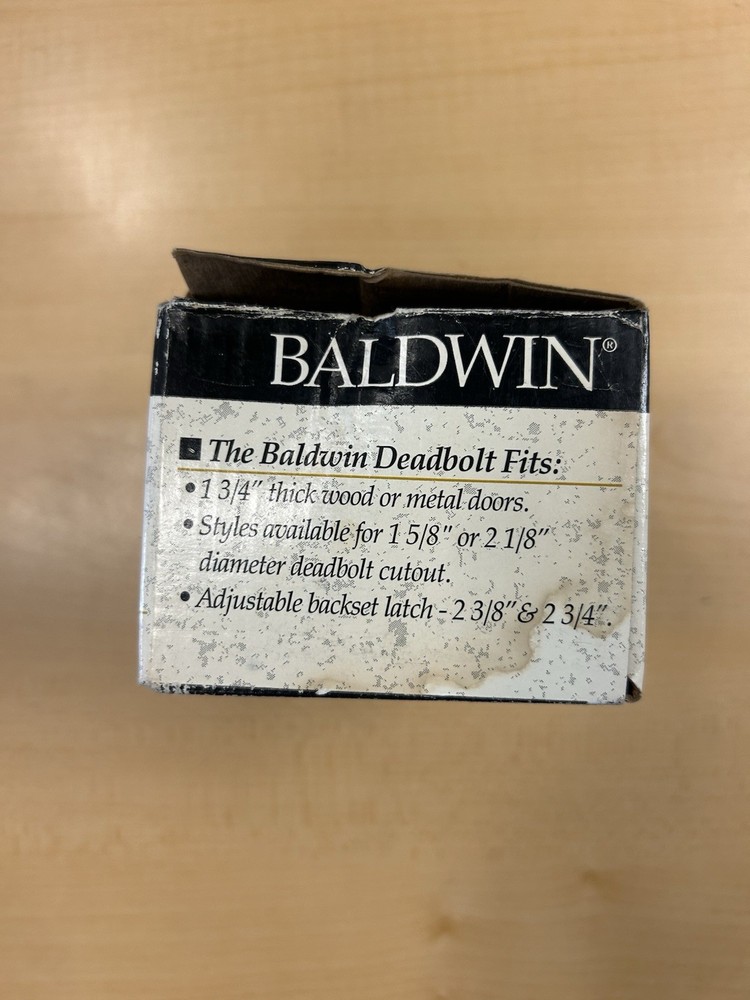 BALDWIN®
■ The Baldwin Deadbolt Fits:
• 1 3/4" thick wood or metal doors.
• Styles available for 1 5/8" or 2 1/8"
diameter deadbolt cutout.
• Adjustable backset latch - 2 3/8" & 2 3/4".